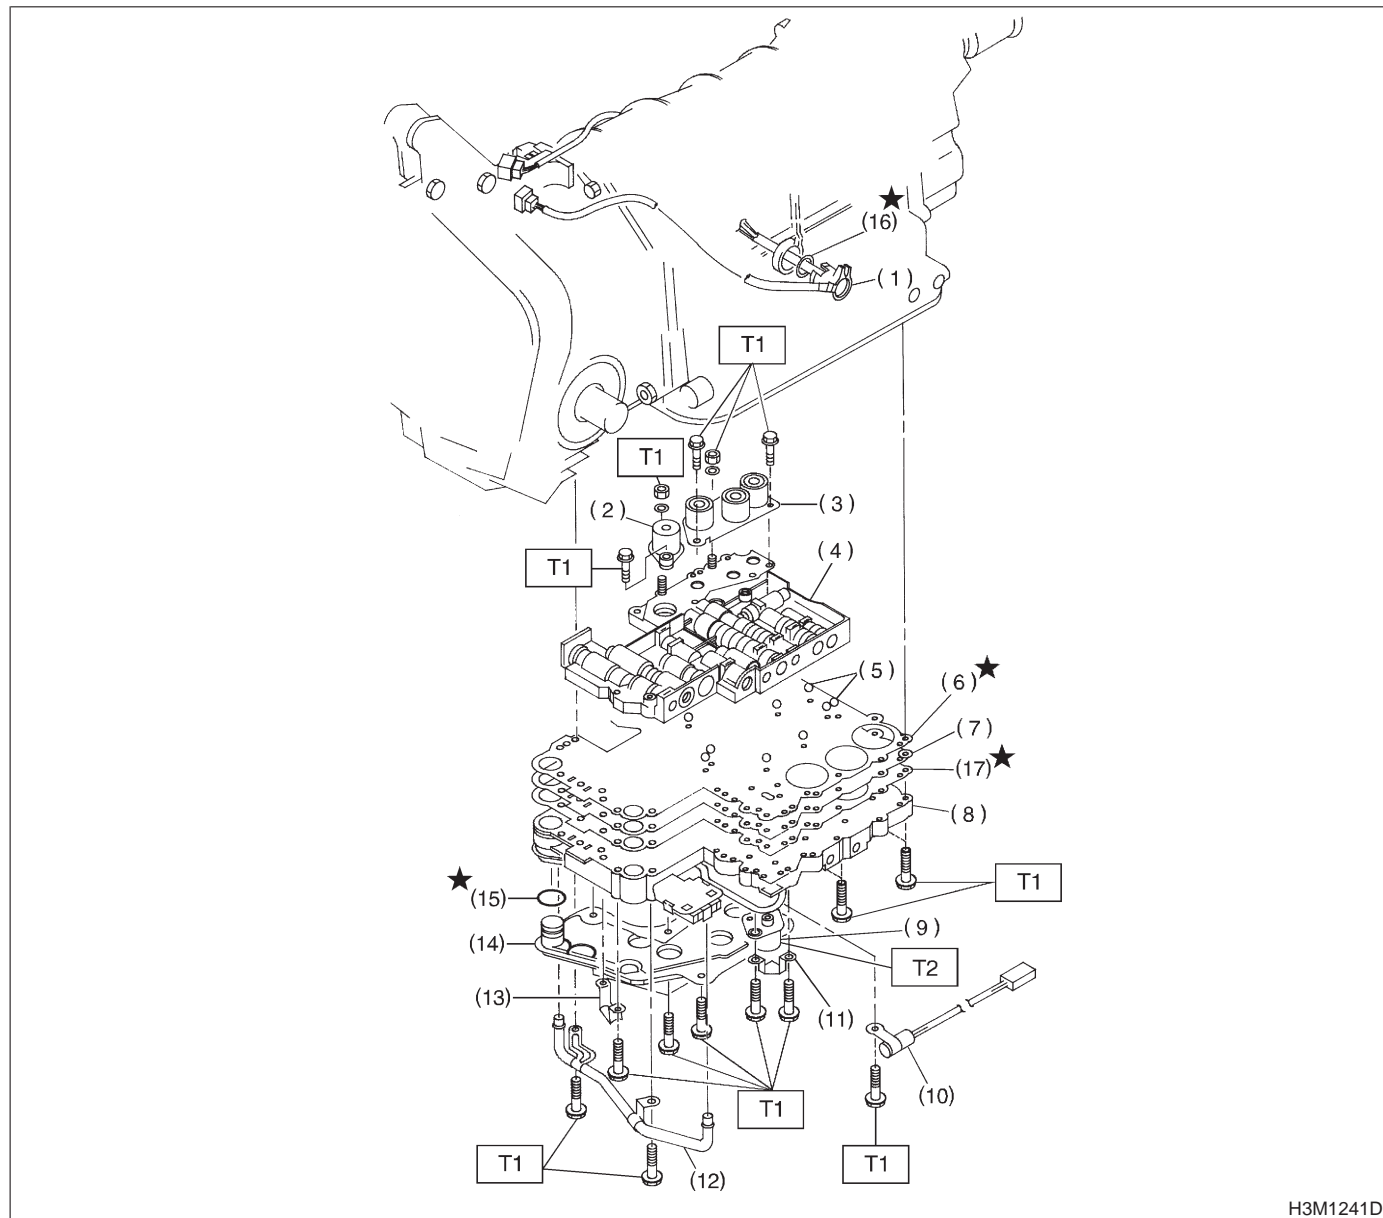 ★
(16)
(1)
T1
T1
(2)
(3)
T1
(4)
(5)
(6)★
(7)
(17)★
(8)
★
(15)
T1
(14)
(9)
T2
(13)
(11)
(10)
T1
T1
T1
(12)
H3M1241D